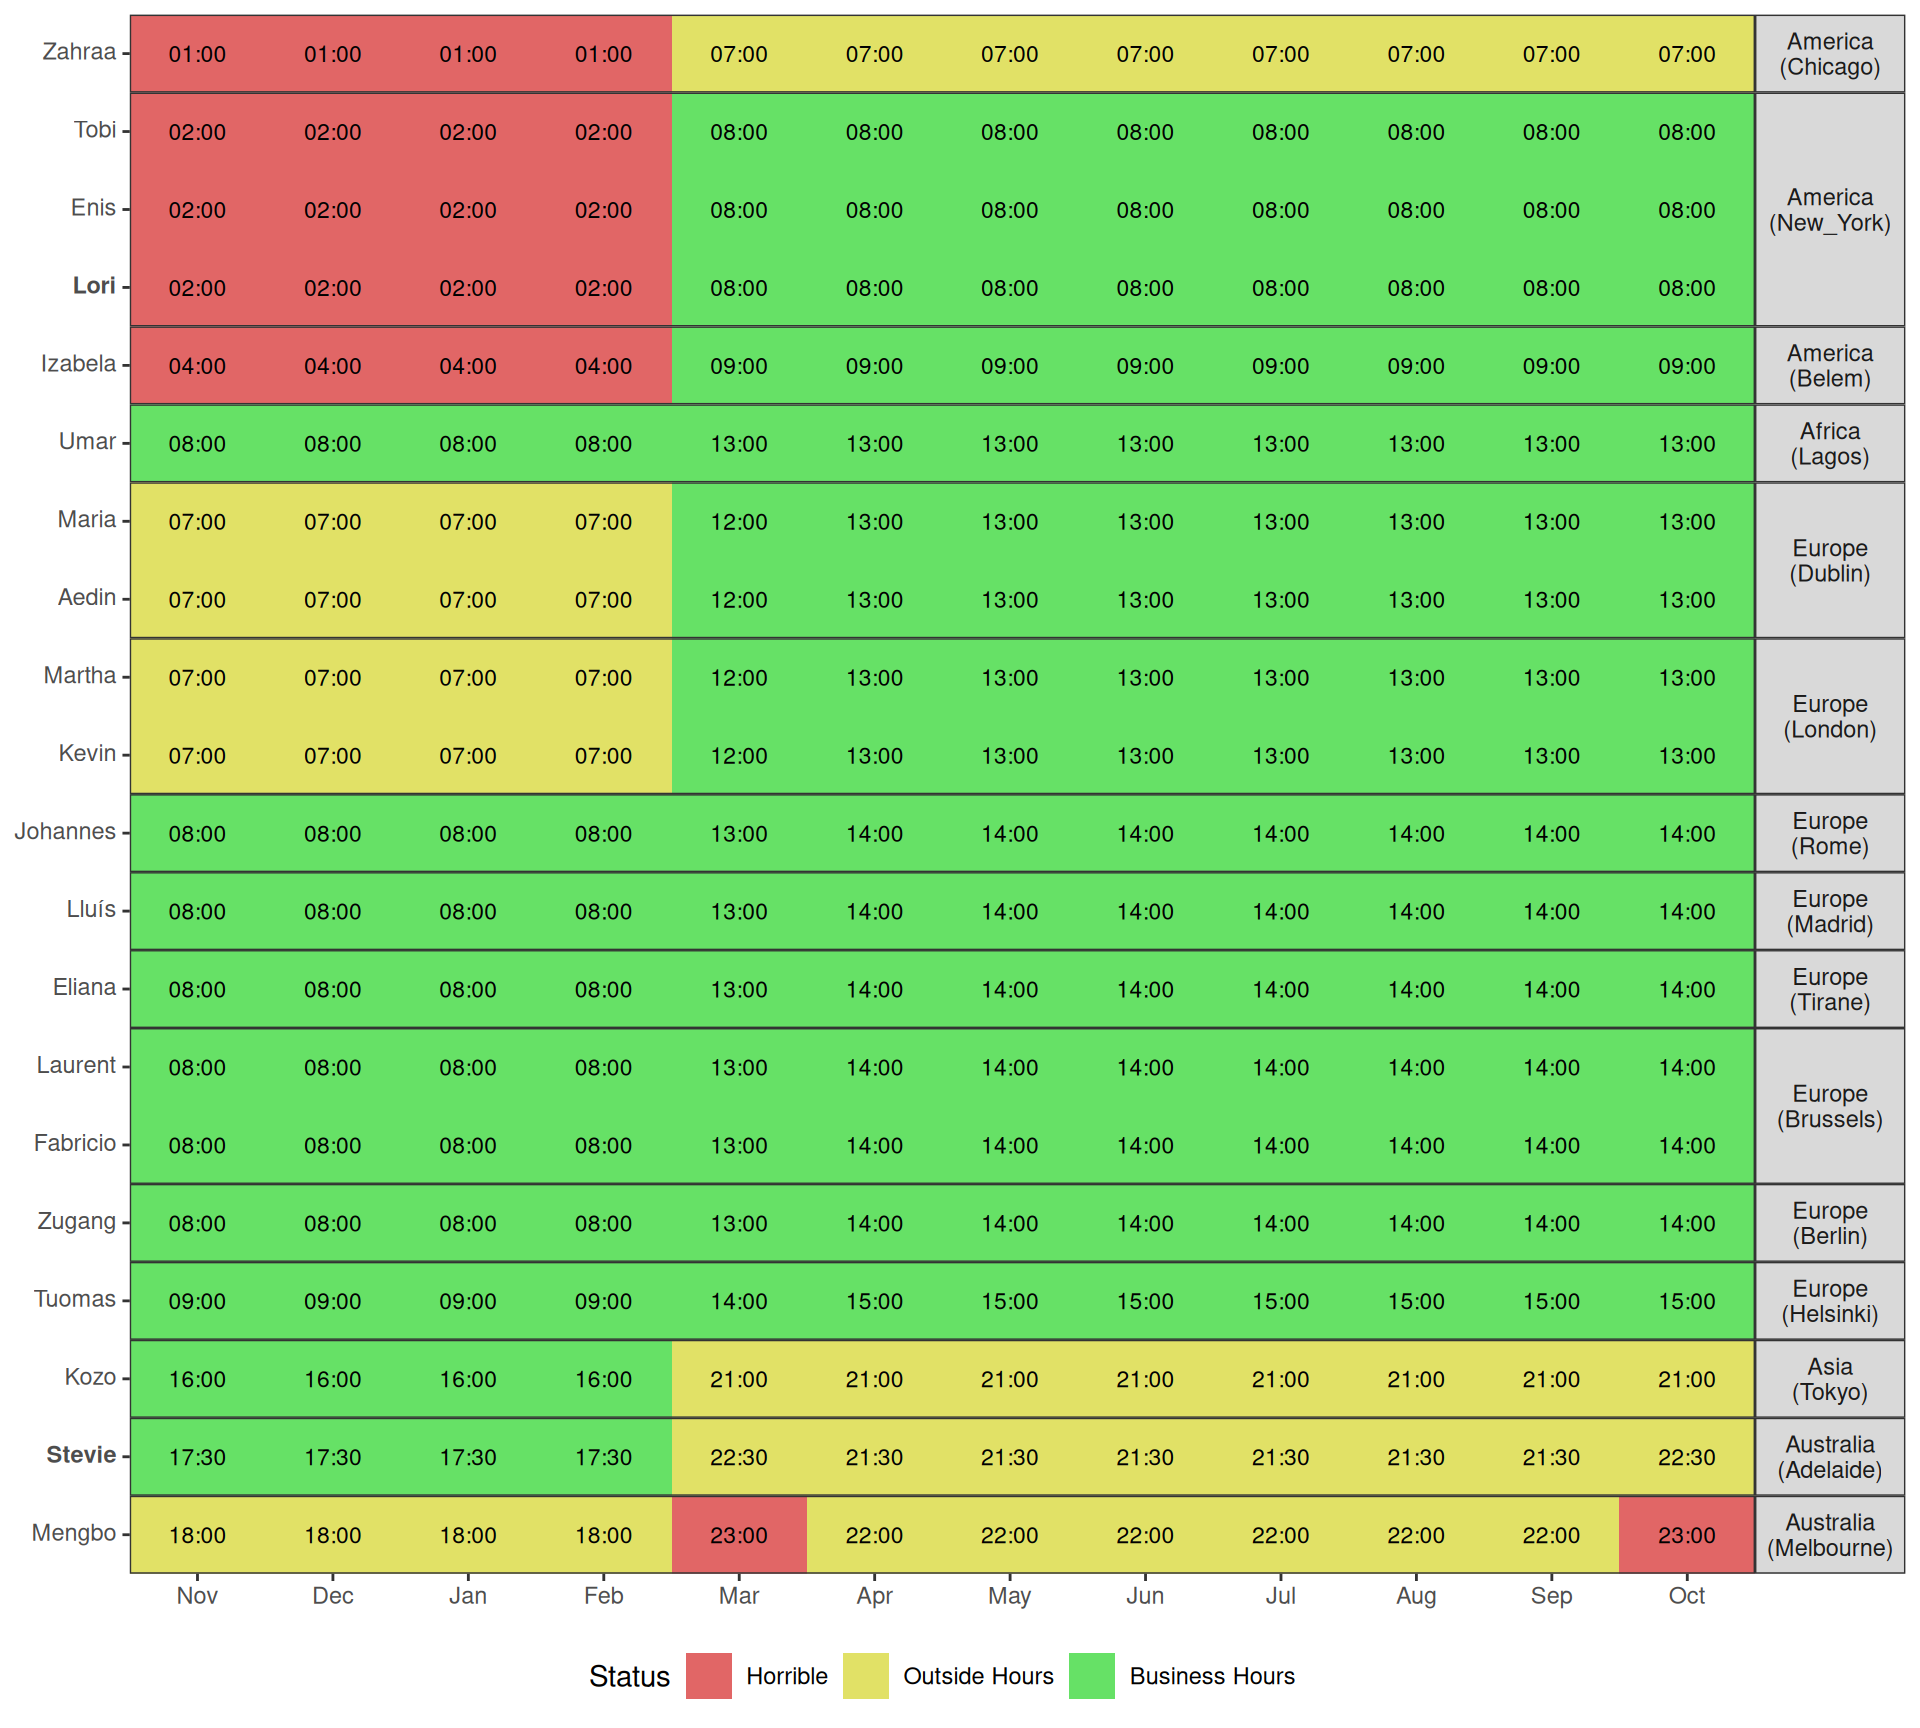 Zahraa 01:00 01:00 01:00 01:00 07:00 07:00 07:00 07:00 07:00 07:00 07:00 07:00
America
(Chicago)
Tobi 02:00 02:00 02:00 02:00 08:00 08:00 08:00 08:00 08:00 08:00 08:00 08:00
Enis 02:00 02:00 02:00 02:00 08:00 08:00 08:00 08:00 08:00 08:00 08:00 08:00
America
(New_York)
Lori 02:00 02:00 02:00 02:00 08:00 08:00 08:00 08:00 08:00 08:00 08:00 08:00
Izabela 04:00 04:00 04:00 04:00 09:00 09:00 09:00 09:00 09:00 09:00 09:00 09:00
America
(Belem)
Umar 08:00 08:00 08:00 08:00 13:00 13:00 13:00 13:00 13:00 13:00 13:00 13:00
Africa
(Lagos)
Maria 07:00 07:00 07:00 07:00 12:00 13:00 13:00 13:00 13:00 13:00 13:00 13:00
Europe
(Dublin)
Aedin 07:00 07:00 07:00 07:00 12:00 13:00 13:00 13:00 13:00 13:00 13:00 13:00
Martha 07:00 07:00 07:00 07:00 12:00 13:00 13:00 13:00 13:00 13:00 13:00 13:00
Europe
(London)
Kevin 07:00 07:00 07:00 07:00 12:00 13:00 13:00 13:00 13:00 13:00 13:00 13:00
Johannes 08:00 08:00 08:00 08:00 13:00 14:00 14:00 14:00 14:00 14:00 14:00 14:00
Europe
(Rome)
Lluís 08:00 08:00 08:00 08:00 13:00 14:00 14:00 14:00 14:00 14:00 14:00 14:00
Europe
(Madrid)
Eliana 08:00 08:00 08:00 08:00 13:00 14:00 14:00 14:00 14:00 14:00 14:00 14:00
Europe
(Tirane)
Laurent 08:00 08:00 08:00 08:00 13:00 14:00 14:00 14:00 14:00 14:00 14:00 14:00
Europe
(Brussels)
Fabricio 08:00 08:00 08:00 08:00 13:00 14:00 14:00 14:00 14:00 14:00 14:00 14:00
Zugang 08:00 08:00 08:00 08:00 13:00 14:00 14:00 14:00 14:00 14:00 14:00 14:00
Europe
(Berlin)
Tuomas 09:00 09:00 09:00 09:00 14:00 15:00 15:00 15:00 15:00 15:00 15:00 15:00
Europe
(Helsinki)
Kozo 16:00 16:00 16:00 16:00 21:00 21:00 21:00 21:00 21:00 21:00 21:00 21:00
Asia
(Tokyo)
Stevie 17:30 17:30 17:30 17:30 22:30 21:30 21:30 21:30 21:30 21:30 21:30 22:30
Australia
(Adelaide)
Mengbo 18:00 18:00 18:00 18:00 23:00 22:00 22:00 22:00 22:00 22:00 22:00 23:00
Australia
(Melbourne)
Nov Dec Jan Feb Mar Apr May Jun Jul Aug Sep Oct
Status Horrible Outside Hours Business Hours